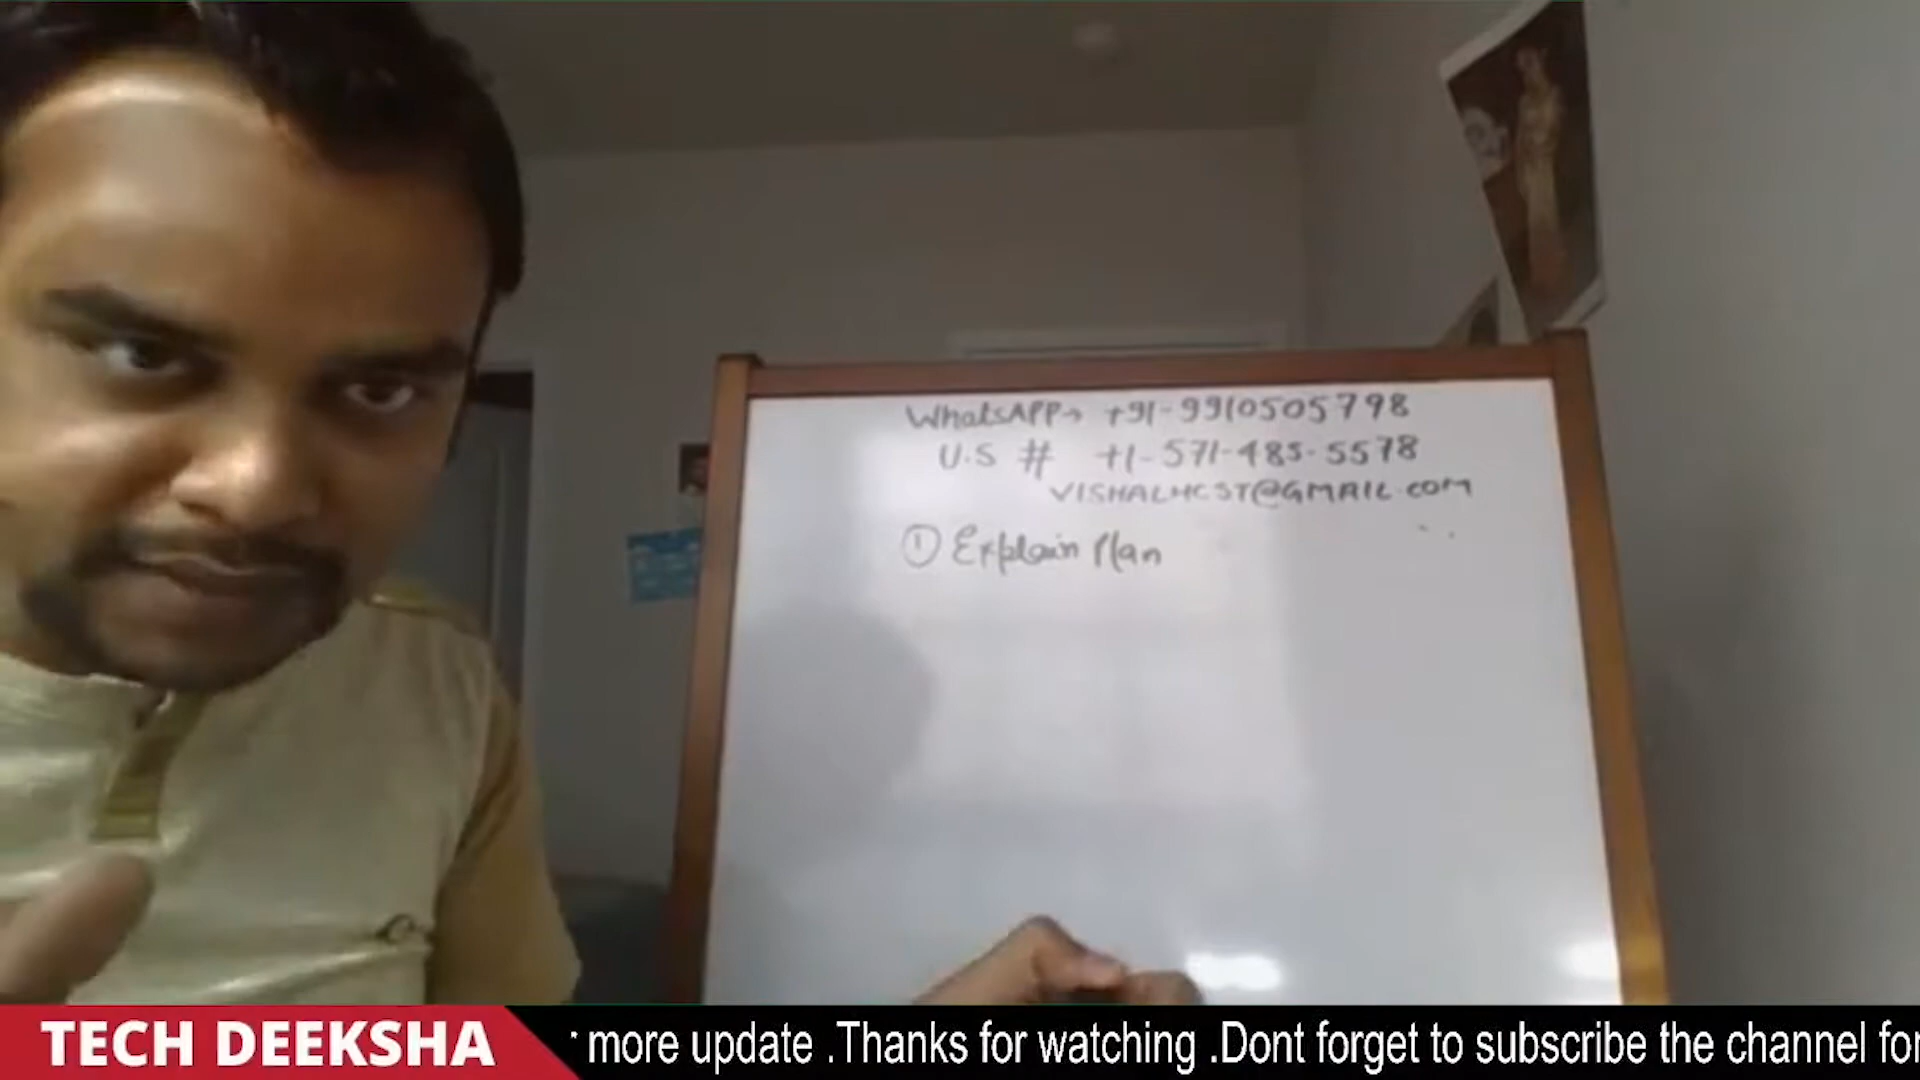 WhatsAPP→ +91-9910505798
U.S # +1-571-485-5578
VISHALHCST@GMAIL.COM
① Explain Plan
TECH DEEKSHA
more update .Thanks for watching .Dont forget to subscribe the channel for